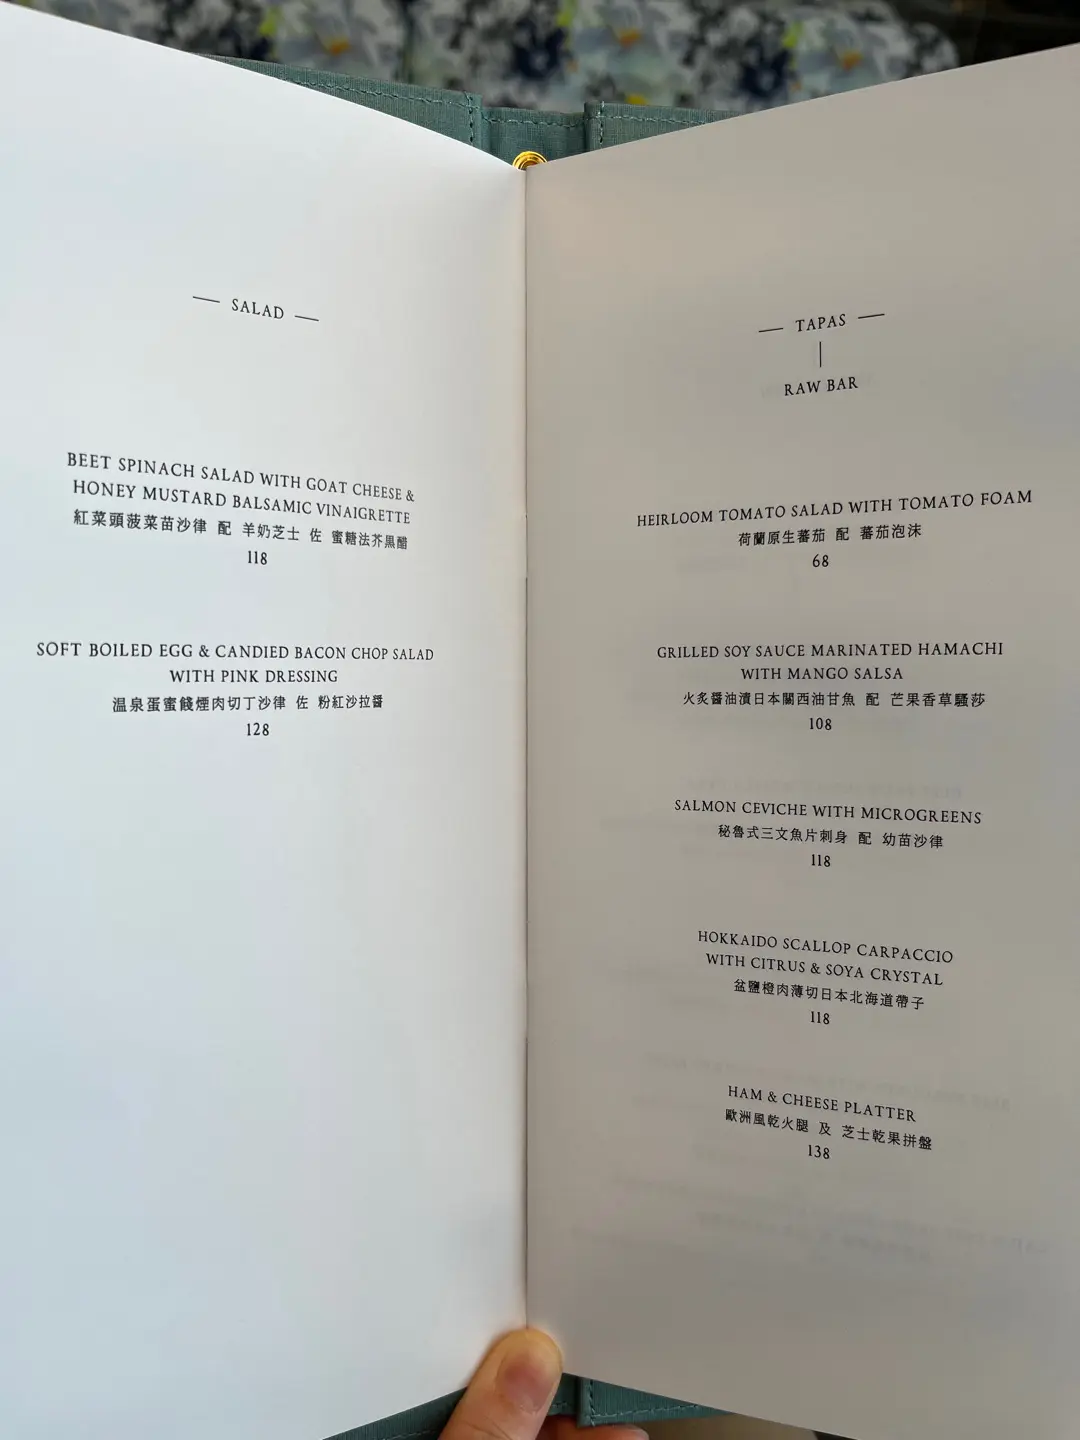 SALAD
BEET SPINACH SALAD WITH GOAT CHEESE &
HONEY MUSTARD BALSAMIC VINAIGRETTE
紅菜頭菠菜苗沙律 配 羊奶芝士 佐 蜜糖法芥黑醋
118
SOFT BOILED EGG & CANDIED BACON CHOP SALAD
WITH PINK DRESSING
温泉蛋蜜餞煙肉切丁沙律 佐 粉紅沙拉醬
128
TAPAS
RAW BAR
HEIRLOOM TOMATO SALAD WITH TOMATO FOAM
荷蘭原生蕃茄 配 蕃茄泡沫
68
GRILLED SOY SAUCE MARINATED HAMACHI
WITH MANGO SALSA
火炙醬油漬日本關西油甘魚 配 芒果香草騷莎
108
SALMON CEVICHE WITH MICROGREENS
秘魯式三文魚片刺身 配 幼苗沙律
118
HOKKAIDO SCALLOP CARPACCIO
WITH CITRUS & SOYA CRYSTAL
盆鹽橙肉薄切日本北海道帶子
118
HAM & CHEESE PLATTER
歐洲風乾火腿 及 芝士乾果拼盤
138